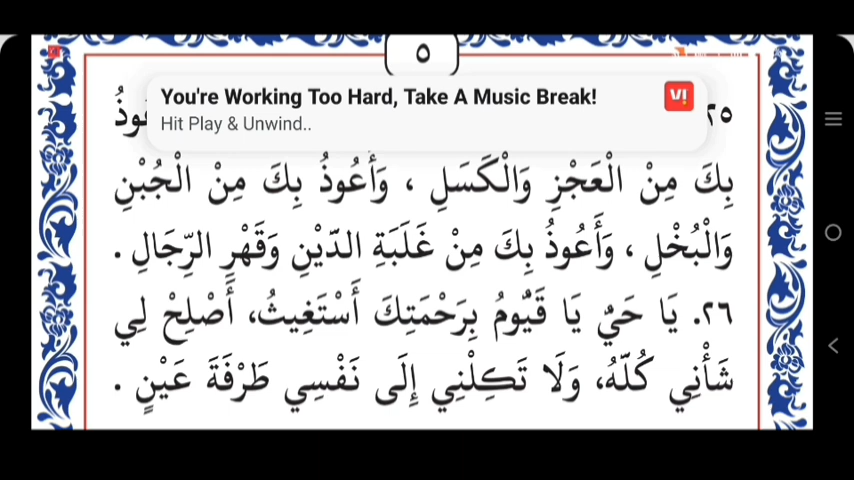 ٥
You're Working Too Hard, Take A Music Break!
Hit Play & Unwind..
VI
٢٥
بِكَ مِنْ الْعَجْزِ وَالْكَسَلِ ، وَأَعُوذُ بِكَ مِنْ الْجُبْنِ
وَالْبُخْلِ ، وَأَعُوذُ بِكَ مِنْ غَلَبَةِ الدّيْنِ وَقَهْرِ الرِّجَالِ .
٢٦. يَا حَيُّ يَا قَيُّومُ بِرَحْمَتِكَ أَسْتَغِيثُ، أَصْلِحْ لِي
شَأْنِي كُلَّهُ، وَلَا تَكِلْنِي إِلَى نَفْسِي طَرْفَةَ عَيْنٍ .